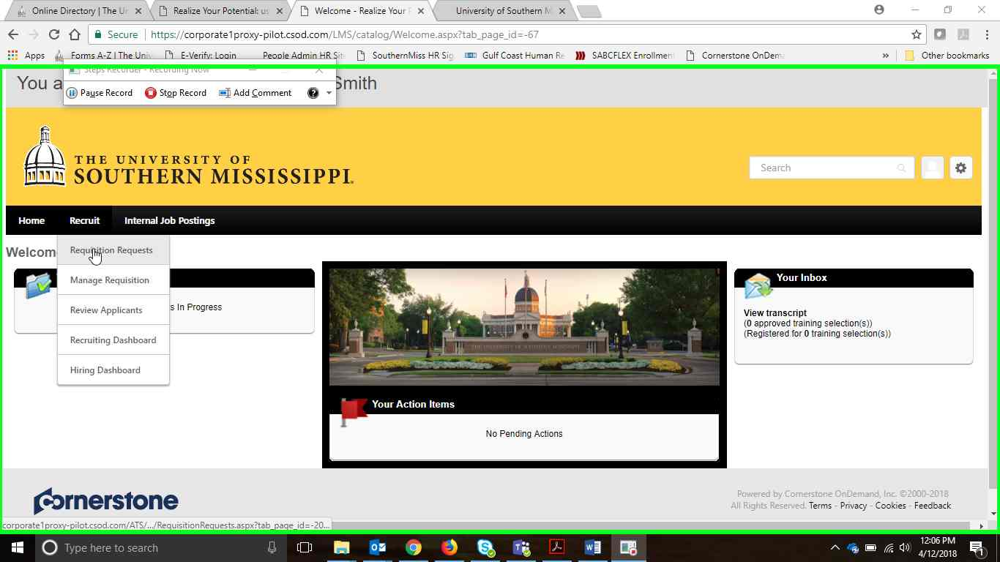 Online Directory | The Un
Realize Your Potential: us
Welcome - Realize Your P
University of Southern M
Secure
https://corporate1proxy-pilot.csod.com/LMS/catalog/Welcome.aspx?tab_page_id=-67
Apps
Forms A-Z | The Univ
E-Verify: Login
People Admin HR Site
SouthernMiss HR Sig
Gulf Coast Human Re
SABCFLEX Enrollment
Cornerstone OnDema
»
Other bookmarks
Steps Recorder - Recording Now
You a
Smith
Pause Record
Stop Record
Add Comment
?
THE UNIVERSITY OF
SOUTHERN MISSISSIPPI
Search
Home
Recruit
Internal Job Postings
Welcom
Requisition Requests
Manage Requisition
Review Applicants
Recruiting Dashboard
Hiring Dashboard
s In Progress
THE UNIVERSITY OF SOUTHERN MISSISSIPPI
Your Action Items
No Pending Actions
Your Inbox
View transcript
(0 approved training selection(s))
(Registered for 0 training selection(s))
cornerstone
Powered by Cornerstone OnDemand, Inc. ©2000-2018
All Rights Reserved. Terms - Privacy - Cookies - Feedback
corporate1proxy-pilot.csod.com/ATS/.../RequisitionRequests.aspx?tab_page_id=-20...
Type here to search
12:06 PM
4/12/2018
1